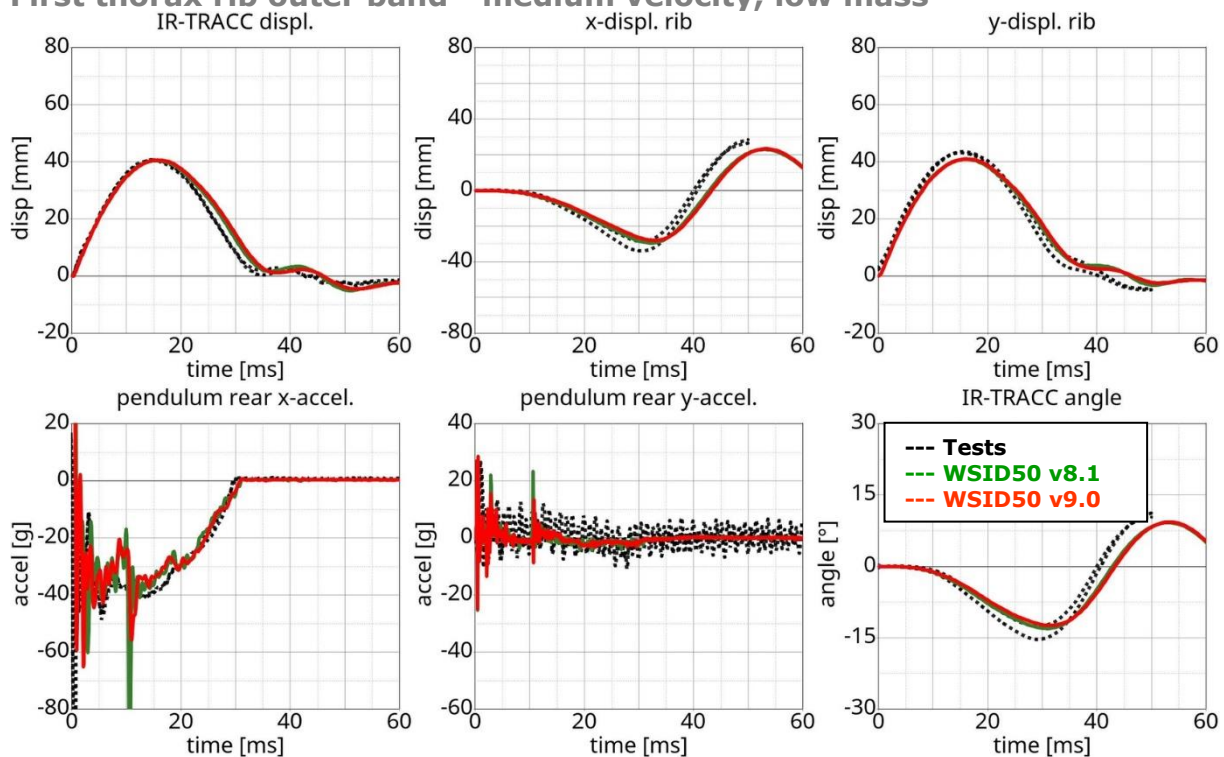 First thorax rib outer band - medium velocity, low mass
IR-TRACC displ.
x-displ. rib
y-displ. rib
disp [mm]
80
60
40
20
0
-20
0 20 40 60
time [ms]
disp [mm]
80
40
0
-40
-80
0 20 40 60
time [ms]
disp [mm]
80
60
40
20
0
-20
0 20 40 60
time [ms]
pendulum rear x-accel.
pendulum rear y-accel.
IR-TRACC angle
accel [g]
20
0
-20
-40
-60
-80
0 20 40 60
time [ms]
accel [g]
40
20
0
-20
-40
-60
0 20 40 60
time [ms]
angle [°]
30
15
0
-15
-30
0 20 40 60
time [ms]
--- Tests
--- WSID50 v8.1
--- WSID50 v9.0